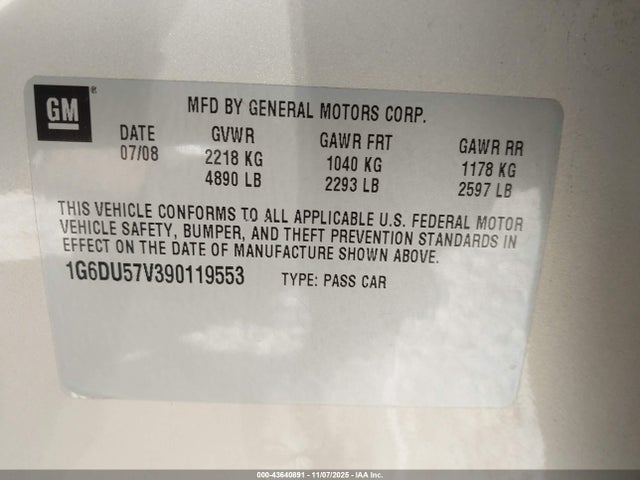 GM ®
MFD BY GENERAL MOTORS CORP.
DATE GVWR GAWR FRT GAWR RR
07/08 2218 KG 1040 KG 1178 KG
4890 LB 2293 LB 2597 LB
THIS VEHICLE CONFORMS TO ALL APPLICABLE U.S. FEDERAL MOTOR
VEHICLE SAFETY, BUMPER, AND THEFT PREVENTION STANDARDS IN
EFFECT ON THE DATE OF MANUFACTURE SHOWN ABOVE.
1G6DU57V390119553 TYPE: PASS CAR
000-43640891 - 11/07/2025 - IAA Inc.